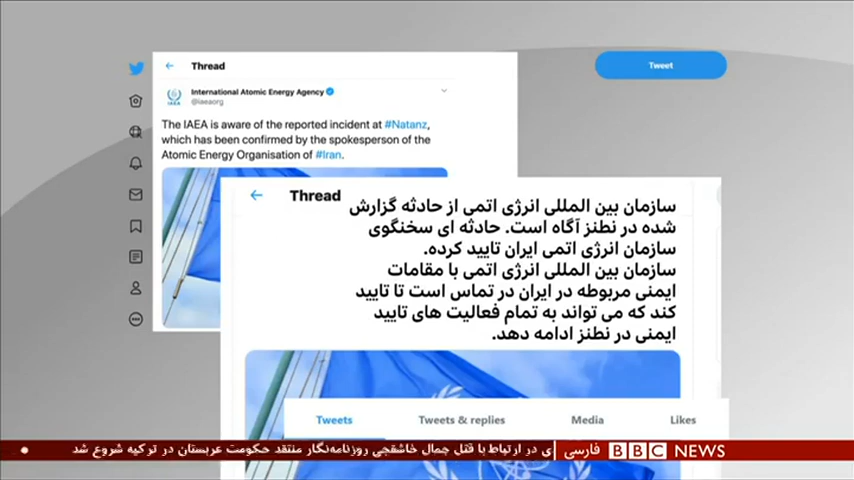 Thread
Tweet
International Atomic Energy Agency
@iaeaorg
The IAEA is aware of the reported incident at #Natanz,
which has been confirmed by the spokesperson of the
Atomic Energy Organisation of #Iran.
Thread
سازمان بین المللی انرژی اتمی از حادثه گزارش
شده در نطنز آگاه است. حادثه ای سخنگوی
سازمان انرژی اتمی ایران تایید کرده.
سازمان بین المللی انرژی اتمی با مقامات
ایمنی مربوطه در ایران در تماس است تا تایید
کند که می تواند به تمام فعالیت های تایید
ایمنی در نطنز ادامه دهد.
Tweets Tweets & replies Media Likes
ی در ارتباط با قتل جمال خاشقجی روزنامه‌نگار منتقد حکومت عربستان در ترکیه شروع شد
فارسی BBC NEWS